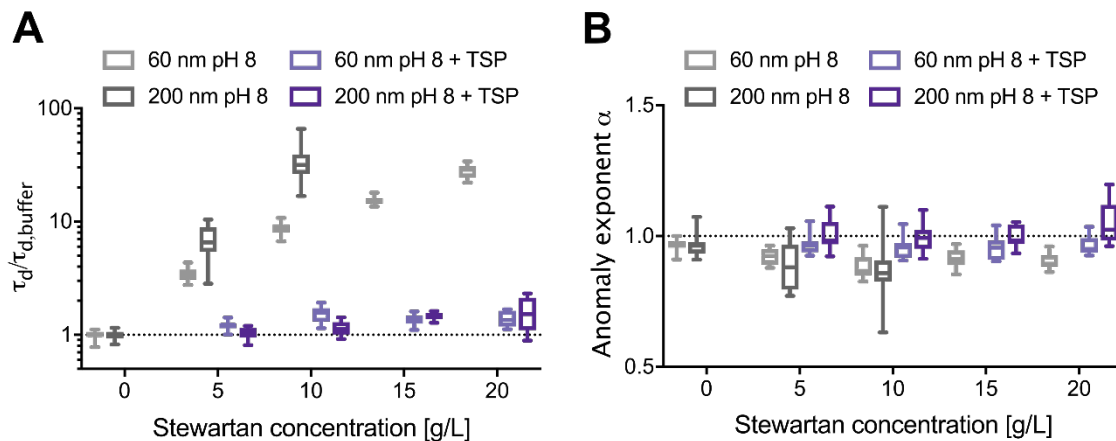 A
60 nm pH 8
60 nm pH 8 + TSP
200 nm pH 8
200 nm pH 8 + TSP
100
10
1
τd/τd,buffer
0 5 10 15 20
Stewartan concentration [g/L]
B
60 nm pH 8
60 nm pH 8 + TSP
200 nm pH 8
200 nm pH 8 + TSP
1.5
1.0
0.5
Anomaly exponent α
0 5 10 15 20
Stewartan concentration [g/L]